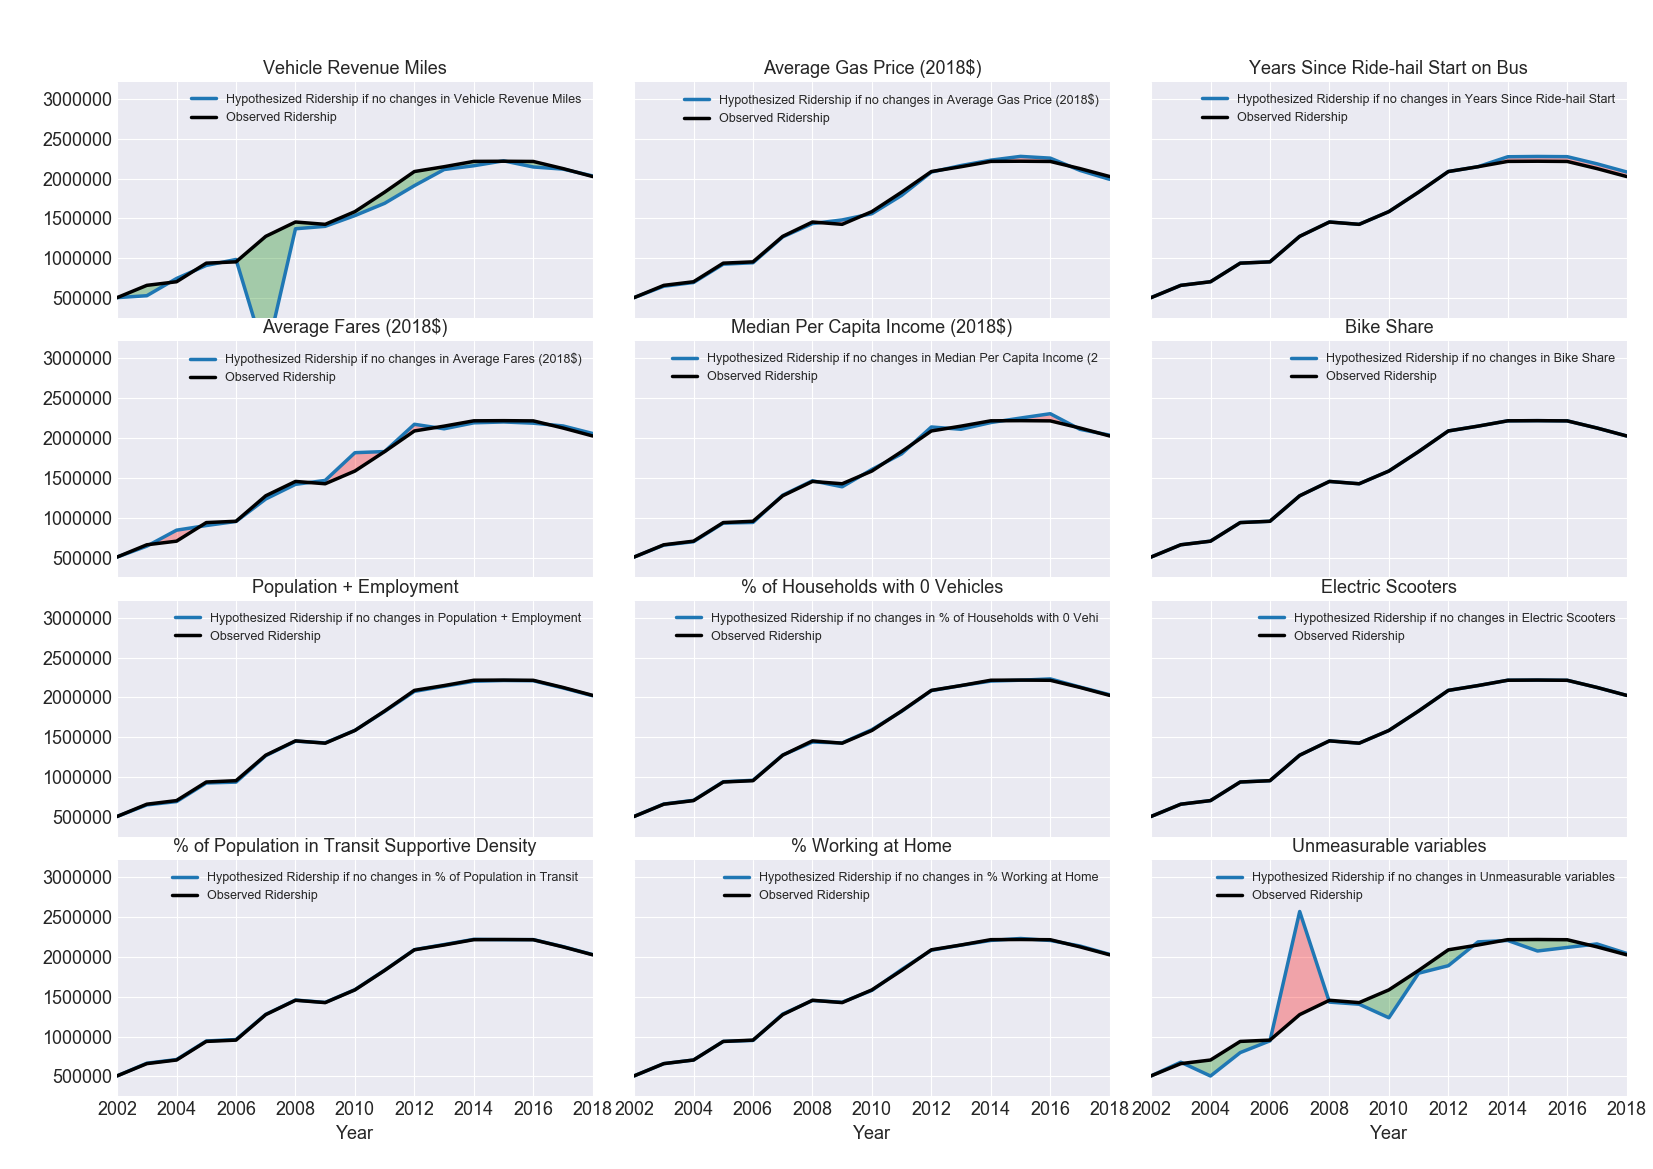 Vehicle Revenue Miles
3000000
2500000
2000000
1500000
1000000
500000
Hypothesized Ridership if no changes in Vehicle Revenue Miles
Observed Ridership
Average Gas Price (2018$)
Hypothesized Ridership if no changes in Average Gas Price (2018$)
Observed Ridership
Years Since Ride-hail Start on Bus
Hypothesized Ridership if no changes in Years Since Ride-hail Start
Observed Ridership
Average Fares (2018$)
3000000
2500000
2000000
1500000
1000000
500000
Hypothesized Ridership if no changes in Average Fares (2018$)
Observed Ridership
Median Per Capita Income (2018$)
Hypothesized Ridership if no changes in Median Per Capita Income (2
Observed Ridership
Bike Share
Hypothesized Ridership if no changes in Bike Share
Observed Ridership
Population + Employment
3000000
2500000
2000000
1500000
1000000
500000
Hypothesized Ridership if no changes in Population + Employment
Observed Ridership
% of Households with 0 Vehicles
Hypothesized Ridership if no changes in % of Households with 0 Vehi
Observed Ridership
Electric Scooters
Hypothesized Ridership if no changes in Electric Scooters
Observed Ridership
% of Population in Transit Supportive Density
3000000
2500000
2000000
1500000
1000000
500000
Hypothesized Ridership if no changes in % of Population in Transit
Observed Ridership
2002 2004 2006 2008 2010 2012 2014 2016 2018
Year
% Working at Home
Hypothesized Ridership if no changes in % Working at Home
Observed Ridership
2002 2004 2006 2008 2010 2012 2014 2016 2018
Year
Unmeasurable variables
Hypothesized Ridership if no changes in Unmeasurable variables
Observed Ridership
2002 2004 2006 2008 2010 2012 2014 2016 2018
Year